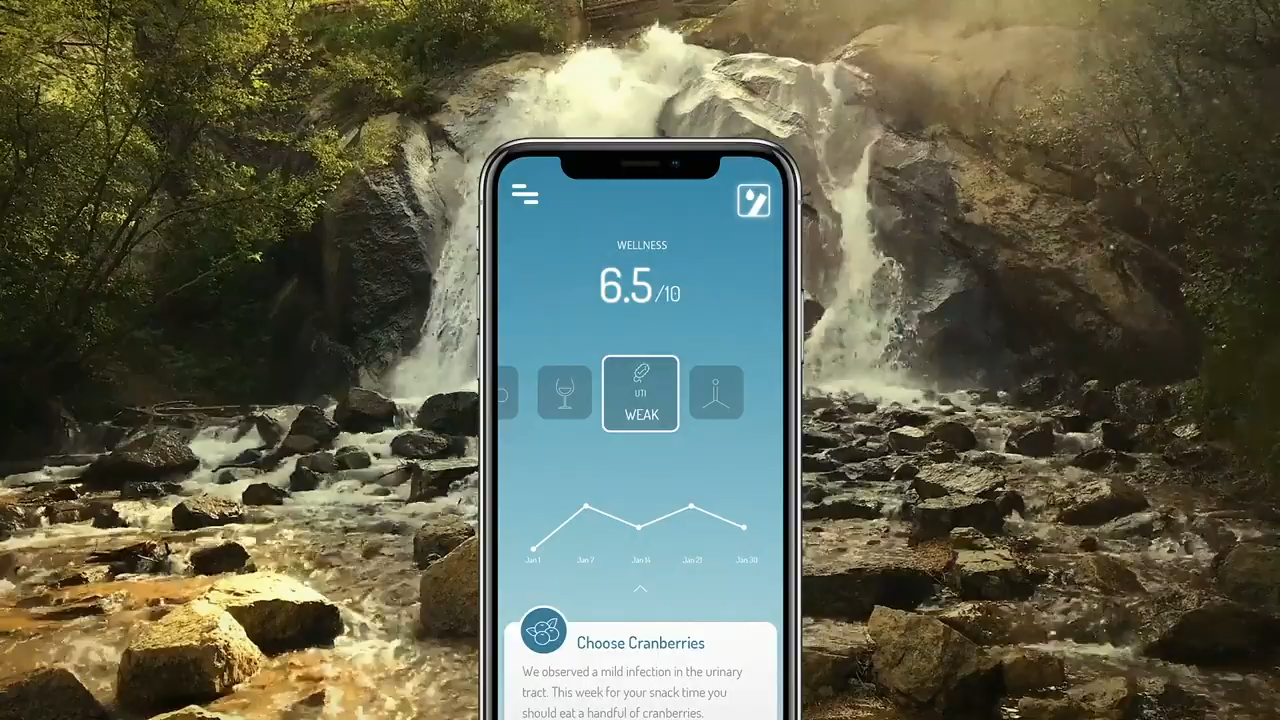 WELLNESS
6.5/10
UTI
WEAK
Jan 1 Jan 7 Jan 14 Jan 21 Jan 30
Choose Cranberries
We observed a mild infection in the urinary
tract. This week for your snack time you
should eat a handful of cranberries.